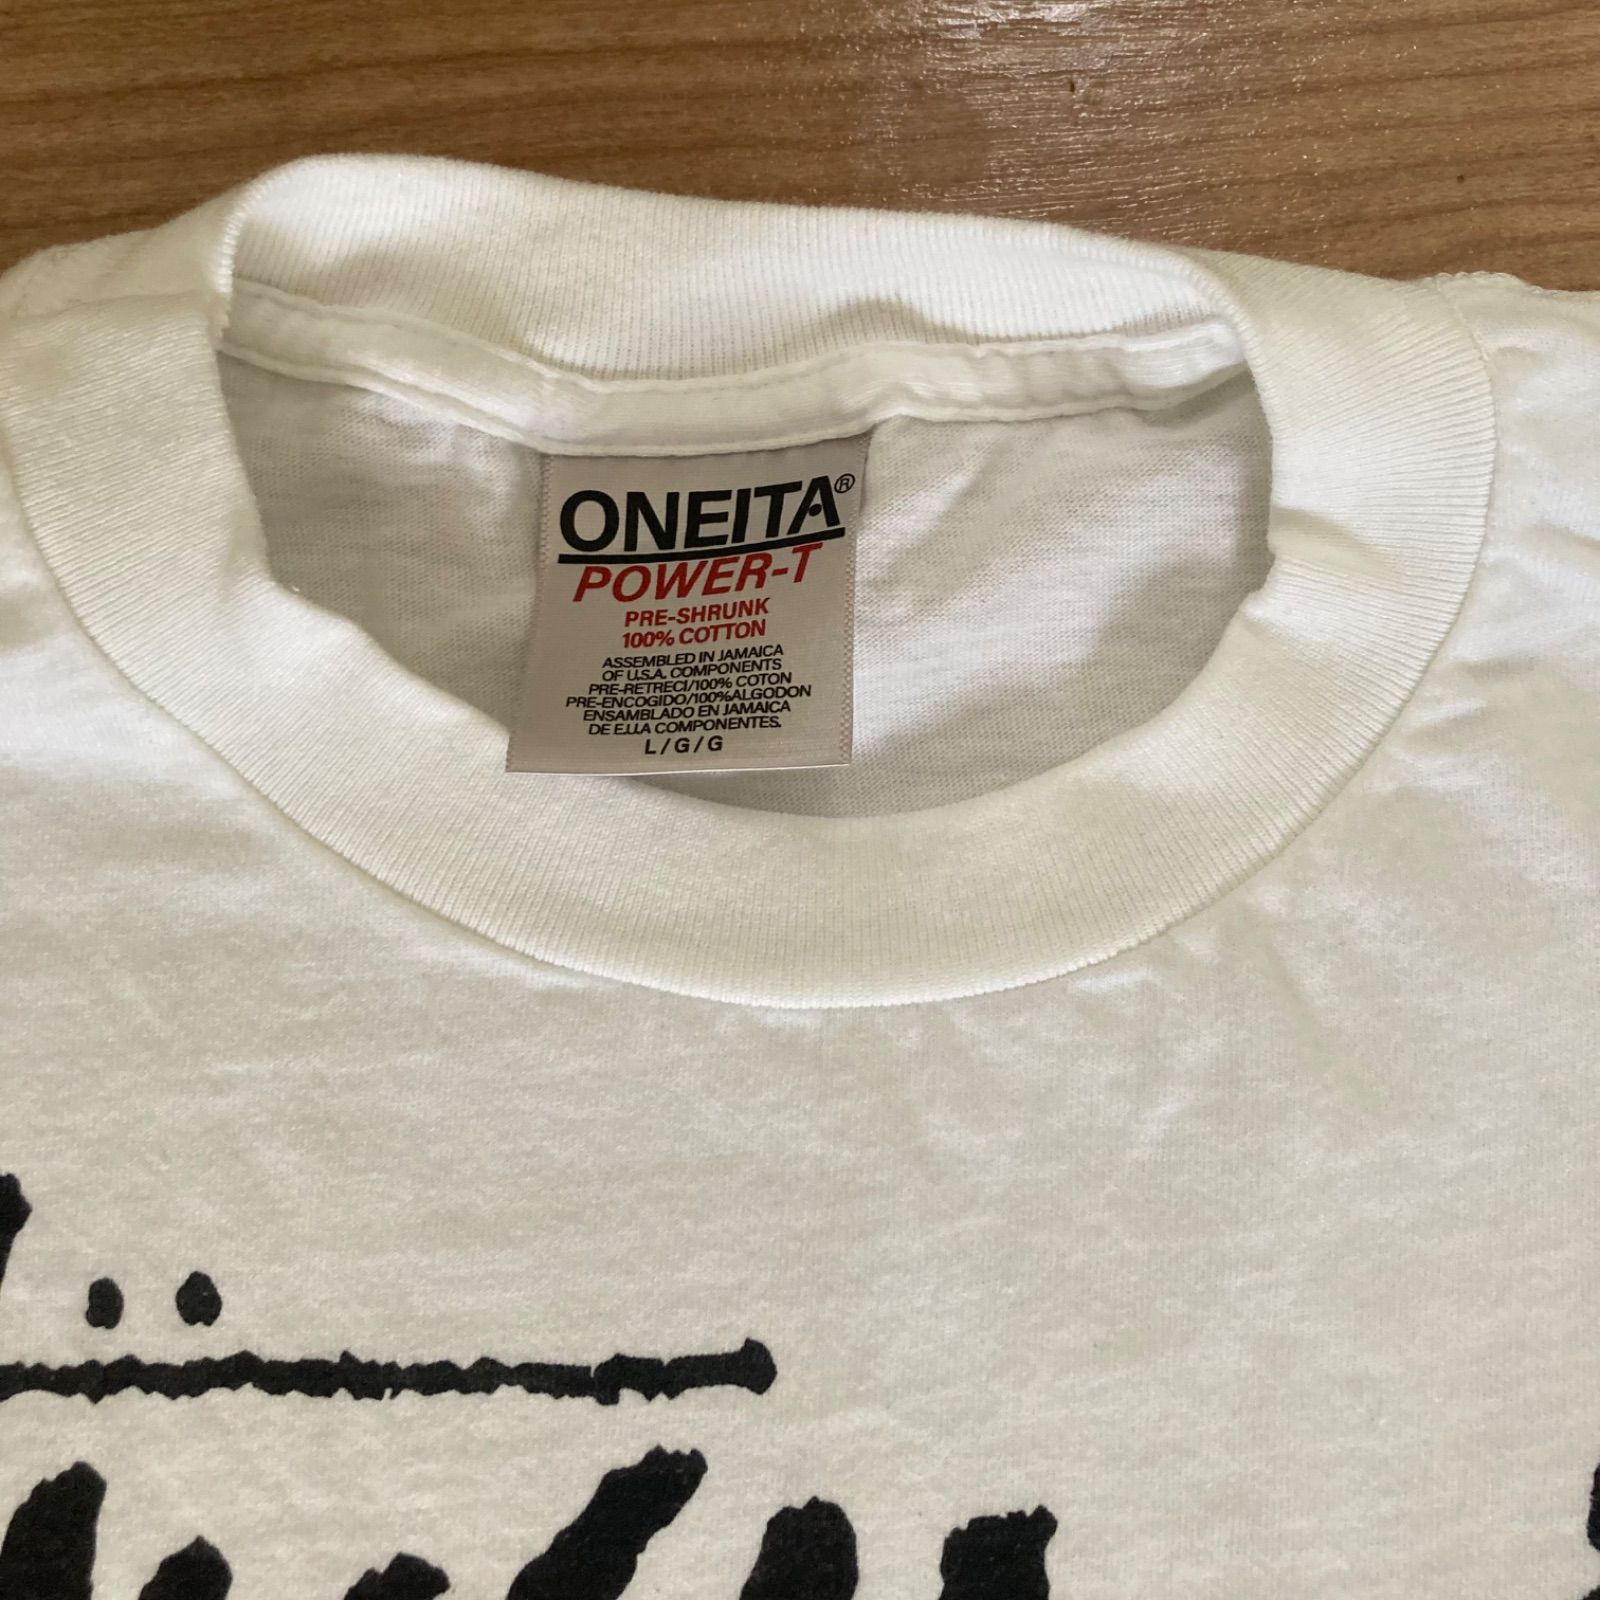 ONEITA®
POWER-T
PRE-SHRUNK
100% COTTON
ASSEMBLED IN JAMAICA
OF U.S.A. COMPONENTS
PRE-RETRECI/100% COTON
PRE-ENCOGIDO/100%ALGODON
ENSAMBLADO EN JAMAICA
DE E.U.A COMPONENTES.
L/G/G